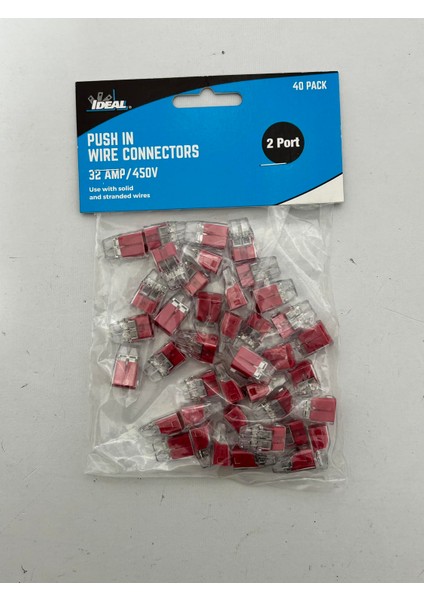 IDEAL®
40 PACK
PUSH IN
WIRE CONNECTORS
2 Port
32 AMP/450V
Use with solid
and stranded wires